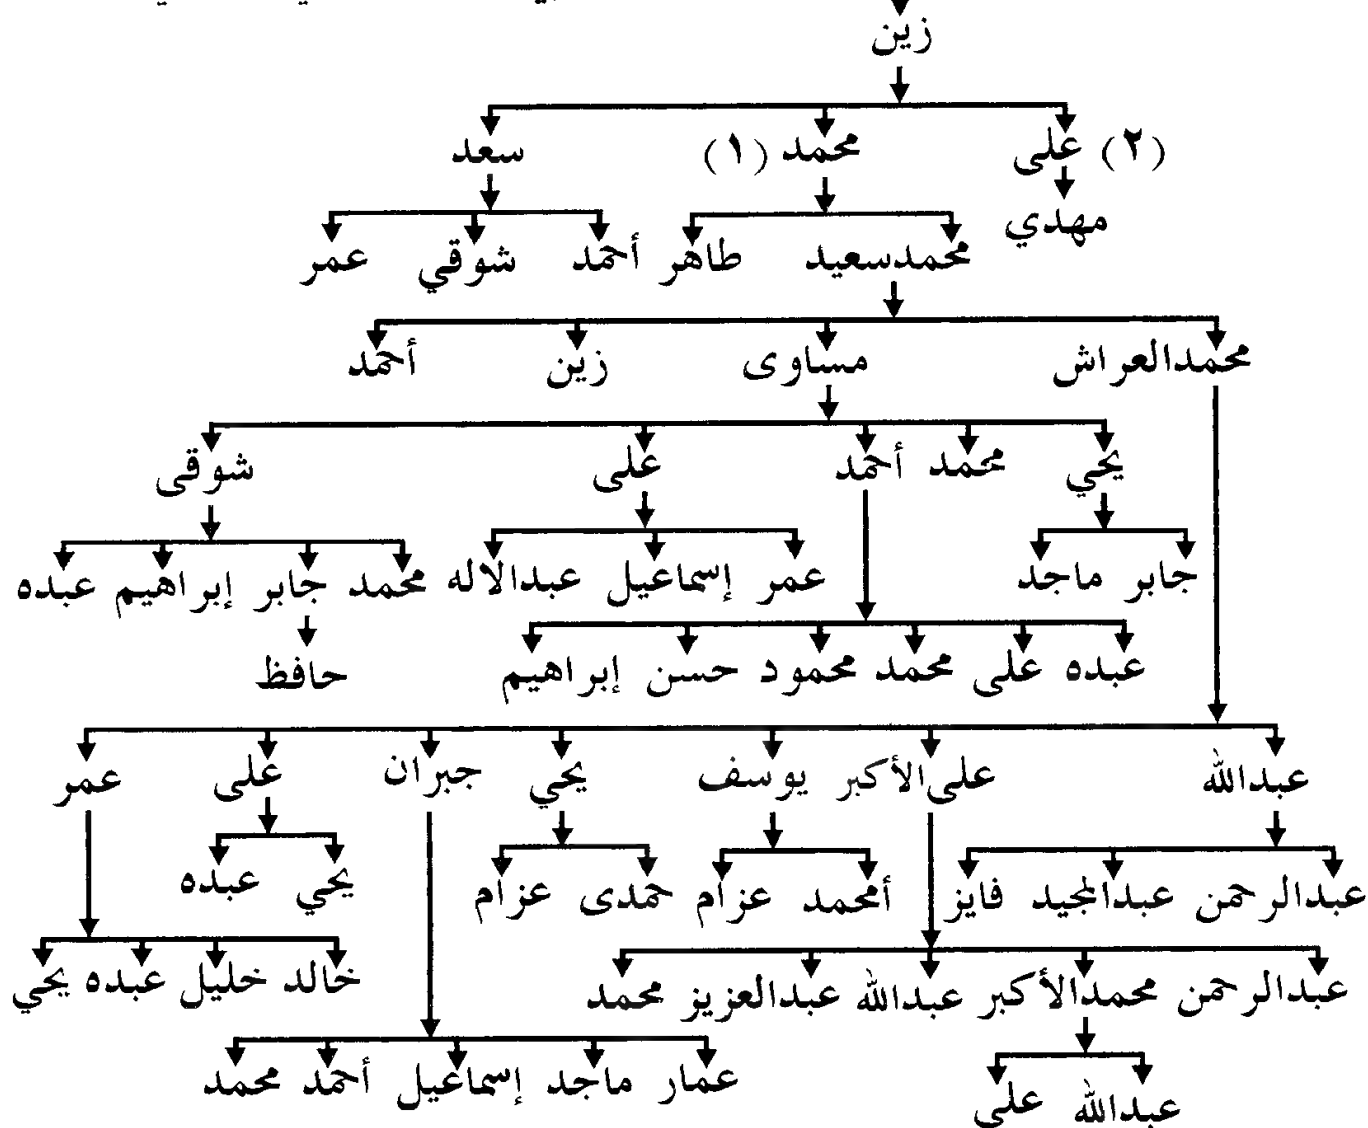 زين
(٢) على محمد (١) سعد
مهدي
محمدسعيد طاهر أحمد شوقي عمر
محمدالعراش مساوى زين أحمد
يحي محمد أحمد على شوقى
جابر ماجد عمر إسماعيل عبدالاله محمد جابر إبراهيم عبده
عبده على محمد محمود حسن إبراهيم حافظ
عبدالله على الأكبر يوسف يحي جبران على عمر
عبدالرحمن عبدالمجيد فايز أمحمد عزام حمدى عزام يحي عبده
عبدالرحمن محمدالأكبر عبدالله عبدالعزيز محمد خالد خليل عبده يحي
عبدالله على عمار ماجد إسماعيل أحمد محمد